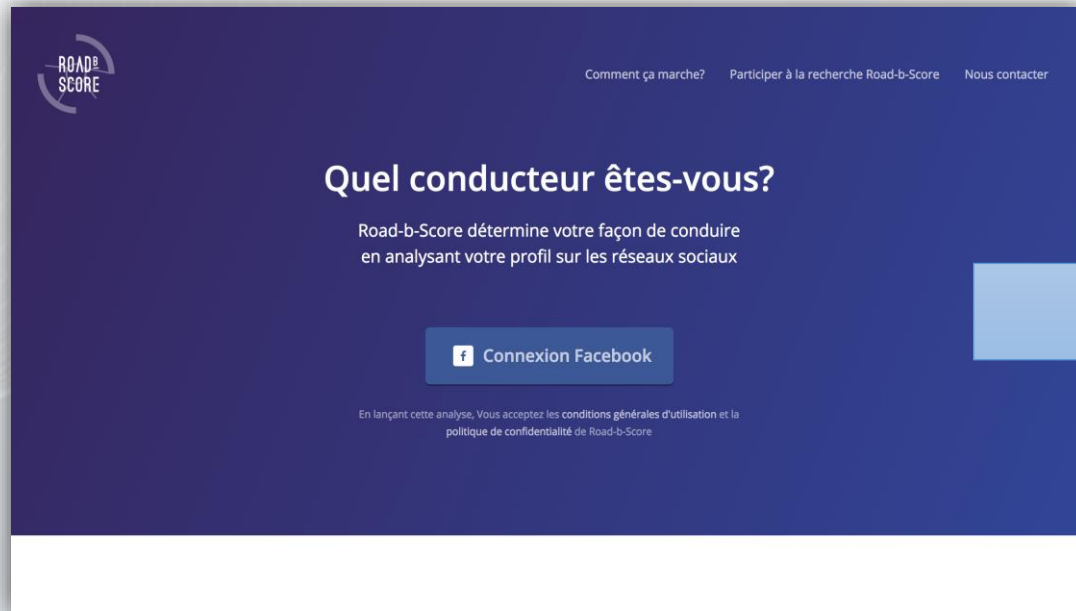 ROADB
SCORE
Comment ça marche? Participer à la recherche Road-b-Score Nous contacter
Quel conducteur êtes-vous?
Road-b-Score détermine votre façon de conduire
en analysant votre profil sur les réseaux sociaux
f Connexion Facebook
En lançant cette analyse, Vous acceptez les conditions générales d'utilisation et la
politique de confidentialité de Road-b-Score